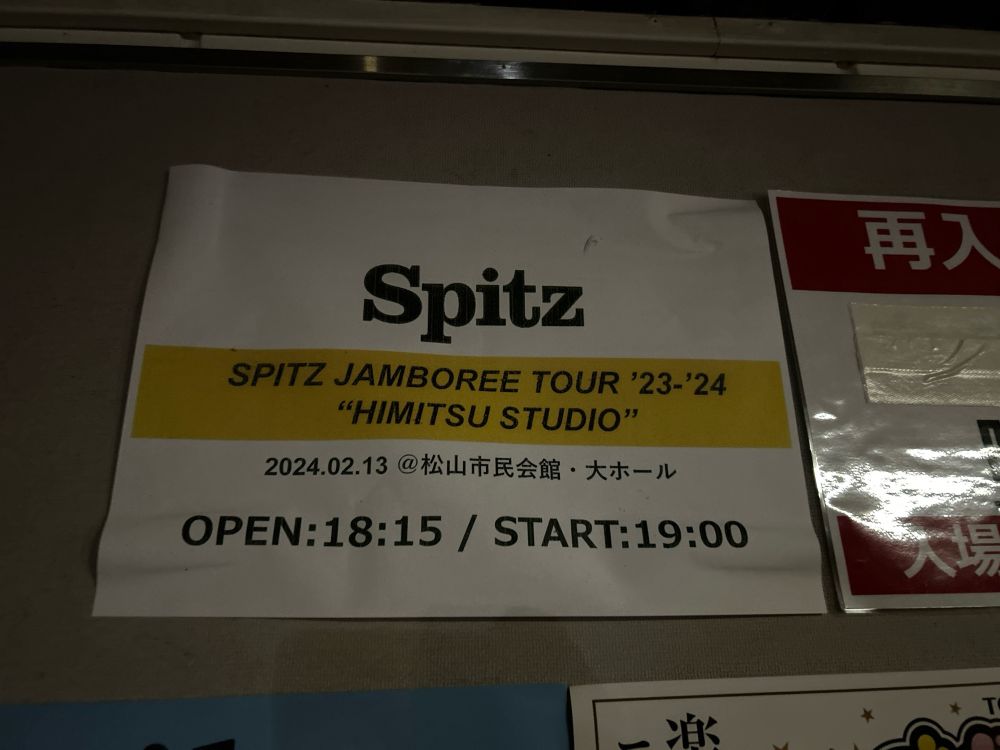 Spitz
SPITZ JAMBOREE TOUR ’23-’24
“HIMITSU STUDIO”
2024.02.13 @松山市民会館・大ホール
OPEN:18:15 / START:19:00
再入
入場
楽